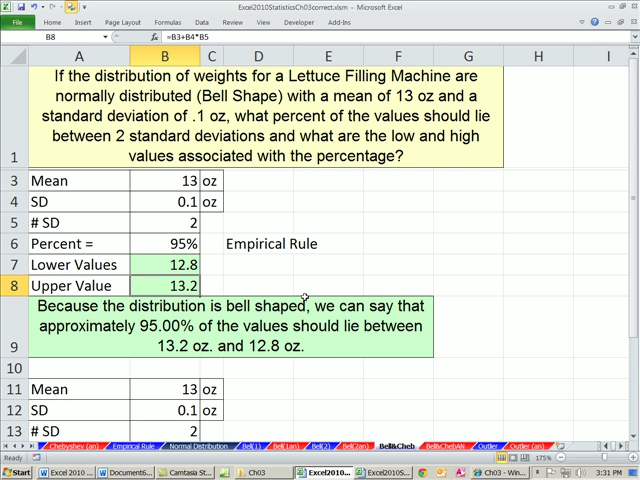 Excel2010StatisticsCh03correct.xlsm - Microsoft Excel
File Home Insert Page Layout Formulas Data Review View Developer Add-Ins
B8 fx =B3+B4*B5
A B C D E F G H I
If the distribution of weights for a Lettuce Filling Machine are
normally distributed (Bell Shape) with a mean of 13 oz and a
standard deviation of .1 oz, what percent of the values should lie
between 2 standard deviations and what are the low and high
1 values associated with the percentage?
3 Mean 13 oz
4 SD 0.1 oz
5 # SD 2
6 Percent = 95% Empirical Rule
7 Lower Values 12.8
8 Upper Value 13.2
Because the distribution is bell shaped, we can say that
approximately 95.00% of the values should lie between
9 13.2 oz. and 12.8 oz.
10
11 Mean 13 oz
12 SD 0.1 oz
13 # SD 2
Chebyshev (an) Empirical Rule Normal Distribution Bell(1) Bell(1an) Bell(2) Bell(2an) Bell&Cheb Bell&ChebAN Outlier Outlier (an)
Ready 175%
Start Excel 2010 ... Document6... Camtasia St... Ch03 Excel2010... Excel2010S... Ch03 - Win... 3:31 PM